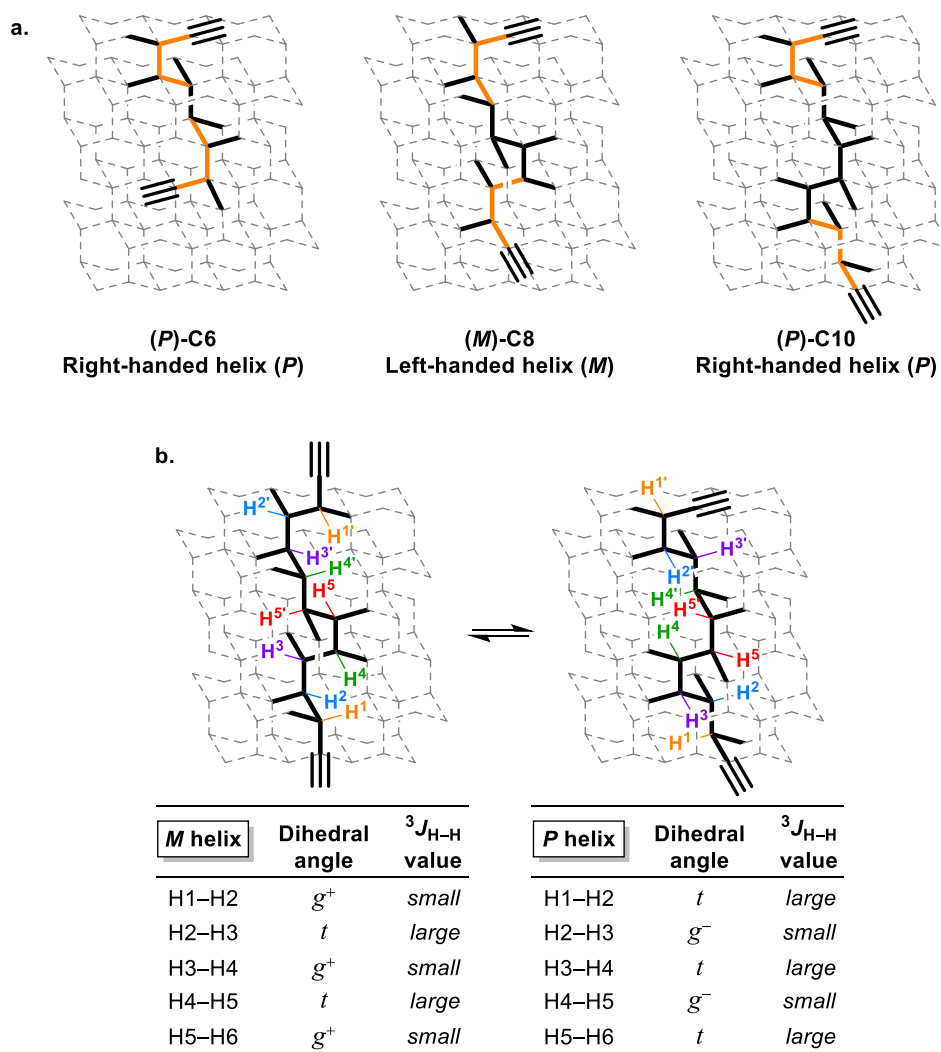 a.
(P)-C6
Right-handed helix (P)
(M)-C8
Left-handed helix (M)
(P)-C10
Right-handed helix (P)
b.
H2'
H1'
H3'
H4'
H5
H5'
H3
H4
H2
H1
H1'
H3'
H2'
H4'
H5'
H4
H5
H2
H3
H1
M helix Dihedral angle ³J H–H value
H1–H2 g⁺ small
H2–H3 t large
H3–H4 g⁺ small
H4–H5 t large
H5–H6 g⁺ small
P helix Dihedral angle ³J H–H value
H1–H2 t large
H2–H3 g⁻ small
H3–H4 t large
H4–H5 g⁻ small
H5–H6 t large